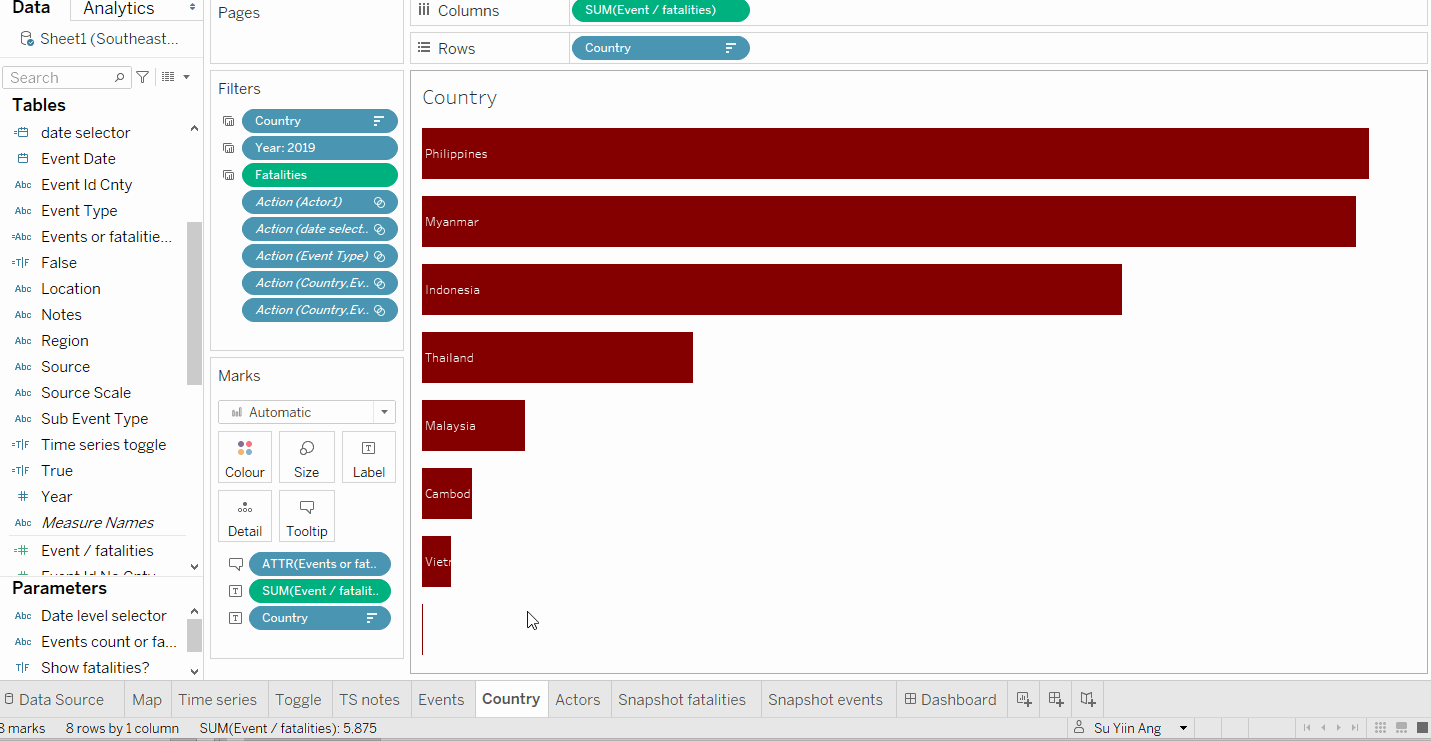 Data
Analytics
Sheet1 (Southeast...
Search
Tables
date selector
Event Date
Abc Event Id Cnty
Abc Event Type
=Abc Events or fatalitie...
=T|F False
Abc Location
Abc Notes
Abc Region
Abc Source
Abc Source Scale
Abc Sub Event Type
=T|F Time series toggle
=T|F True
# Year
Abc Measure Names
=# Event / fatalities
Parameters
Abc Date level selector
Abc Events count or fa...
T|F Show fatalities?
Pages
Filters
Country
Year: 2019
Fatalities
Action (Actor1)
Action (date select..
Action (Event Type)
Action (Country,Ev..
Action (Country,Ev..
Marks
Automatic
Colour Size T Label
Detail Tooltip
ATTR(Events or fat..
T SUM(Event / fatalit..
T Country
Columns SUM(Event / fatalities)
Rows Country
Country
Philippines
Myanmar
Indonesia
Thailand
Malaysia
Cambod
Viet
Data Source Map Time series Toggle TS notes Events Country Actors Snapshot fatalities Snapshot events Dashboard
marks 8 rows by 1 column SUM(Event / fatalities): 5,875 Su Yiin Ang